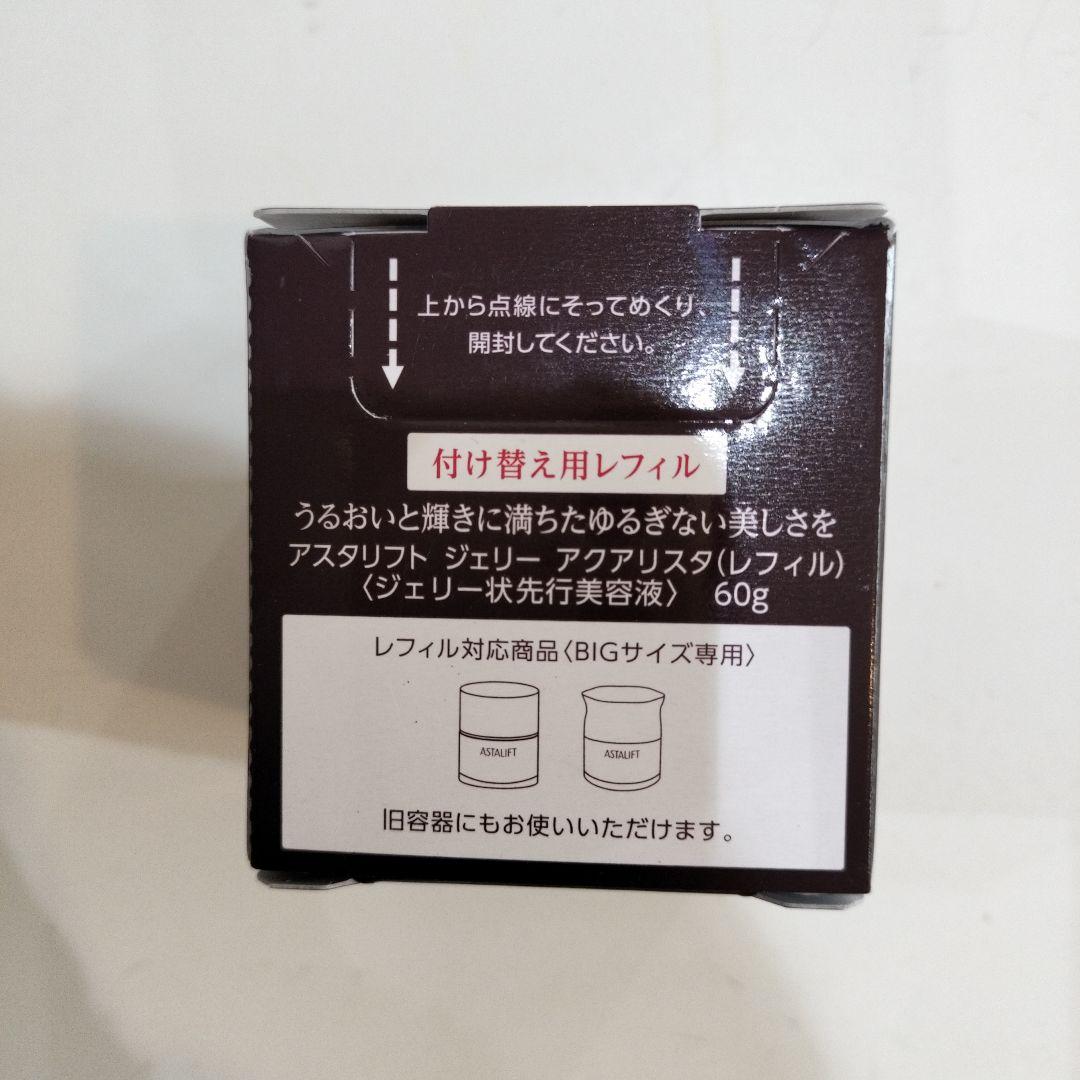 上から点線にそってめくり、
開封してください。
付け替え用レフィル
うるおいと輝きに満ちたゆるぎない美しさを
アスタリフト ジェリー アクアリスタ(レフィル)
〈ジェリー状先行美容液〉 60g
レフィル対応商品〈BIGサイズ専用〉
ASTALIFT ASTALIFT
旧容器にもお使いいただけます。